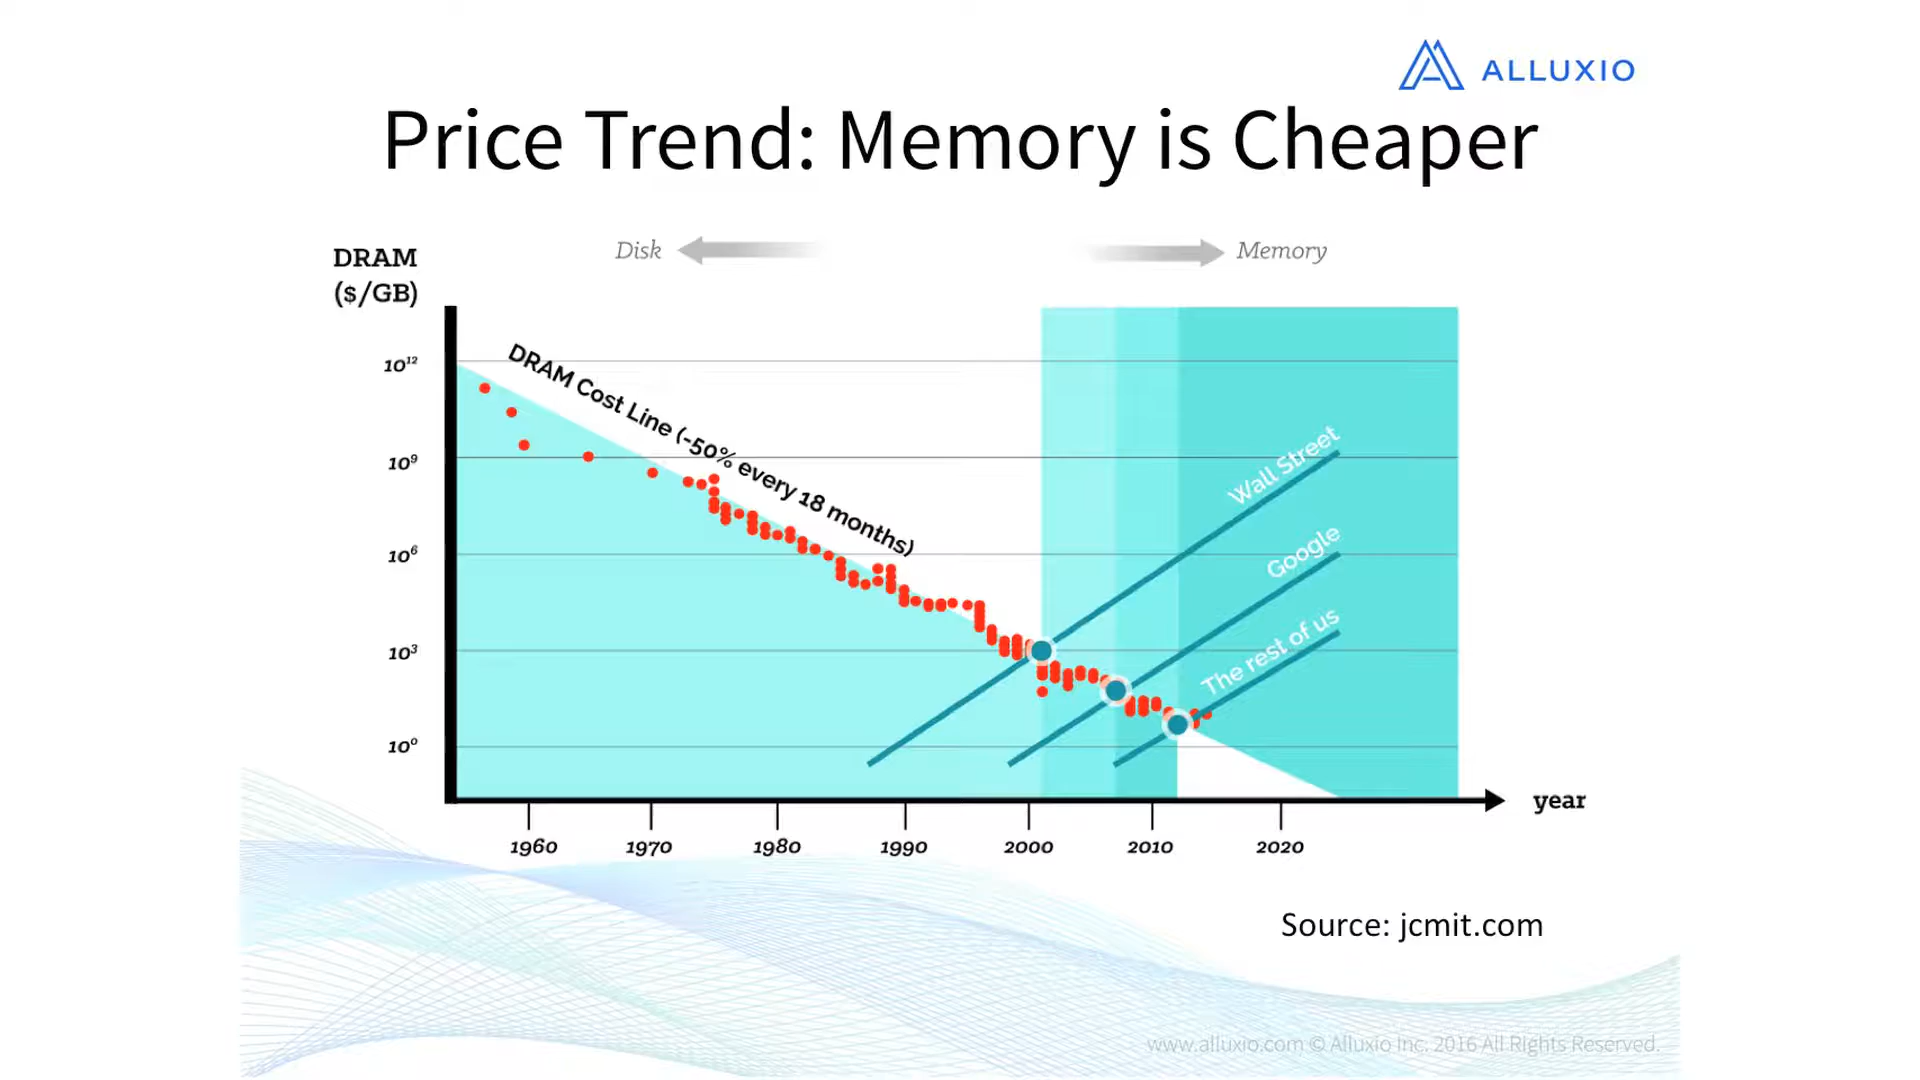 ALLUXIO
Price Trend: Memory is Cheaper
Disk
Memory
DRAM
($/GB)
DRAM Cost Line (-50% every 18 months)
10¹²
10⁹
10⁶
10³
10⁰
Wall Street
Google
The rest of us
year
1960 1970 1980 1990 2000 2010 2020
Source: jcmit.com
www.alluxio.com © Alluxio Inc. 2016 All Rights Reserved.